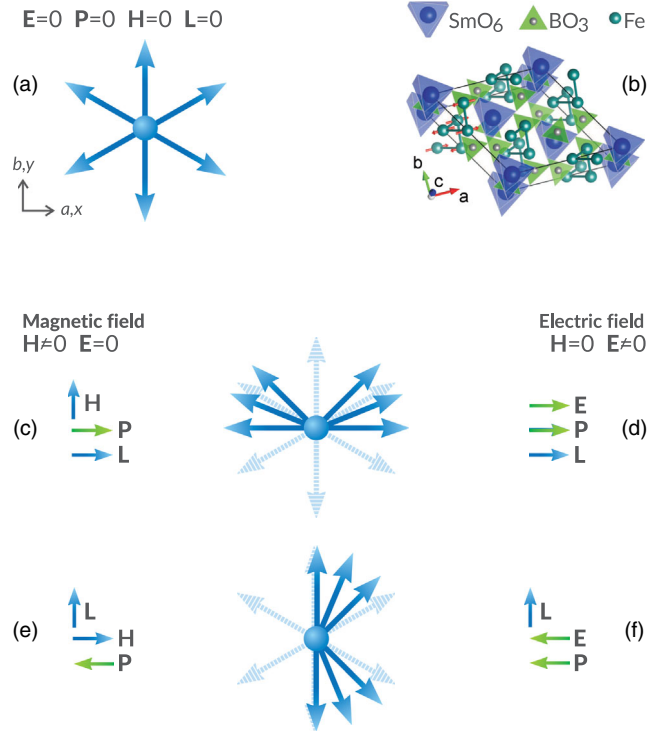 E=0 P=0 H=0 L=0
SmO6 BO3 Fe
(a)
(b)
b,y
a,x
b
c
a
Magnetic field
H≠0 E=0
Electric field
H=0 E≠0
(c)
H
P
L
E
P
L
(d)
(e)
L
H
P
L
E
P
(f)